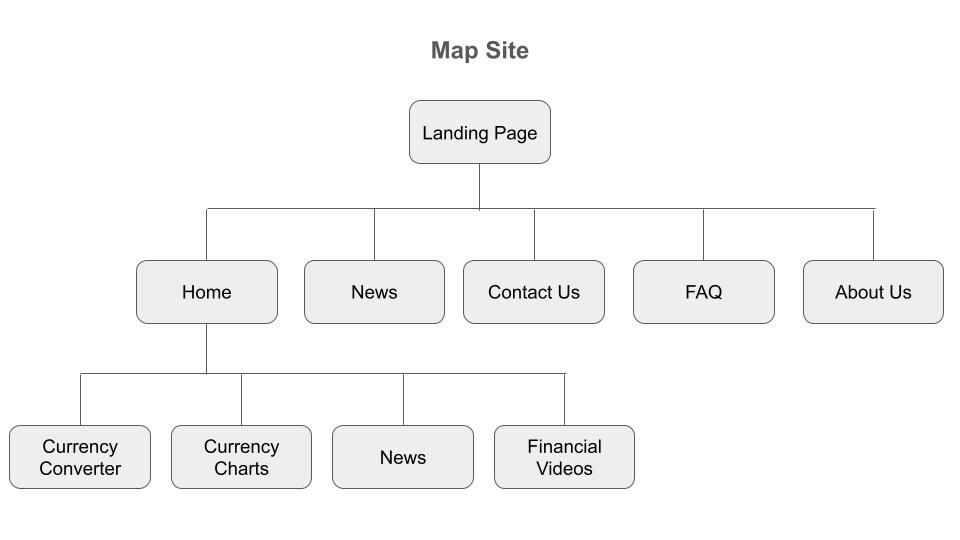 Map Site
Landing Page
Home
News
Contact Us
FAQ
About Us
Currency
Converter
Currency
Charts
News
Financial
Videos